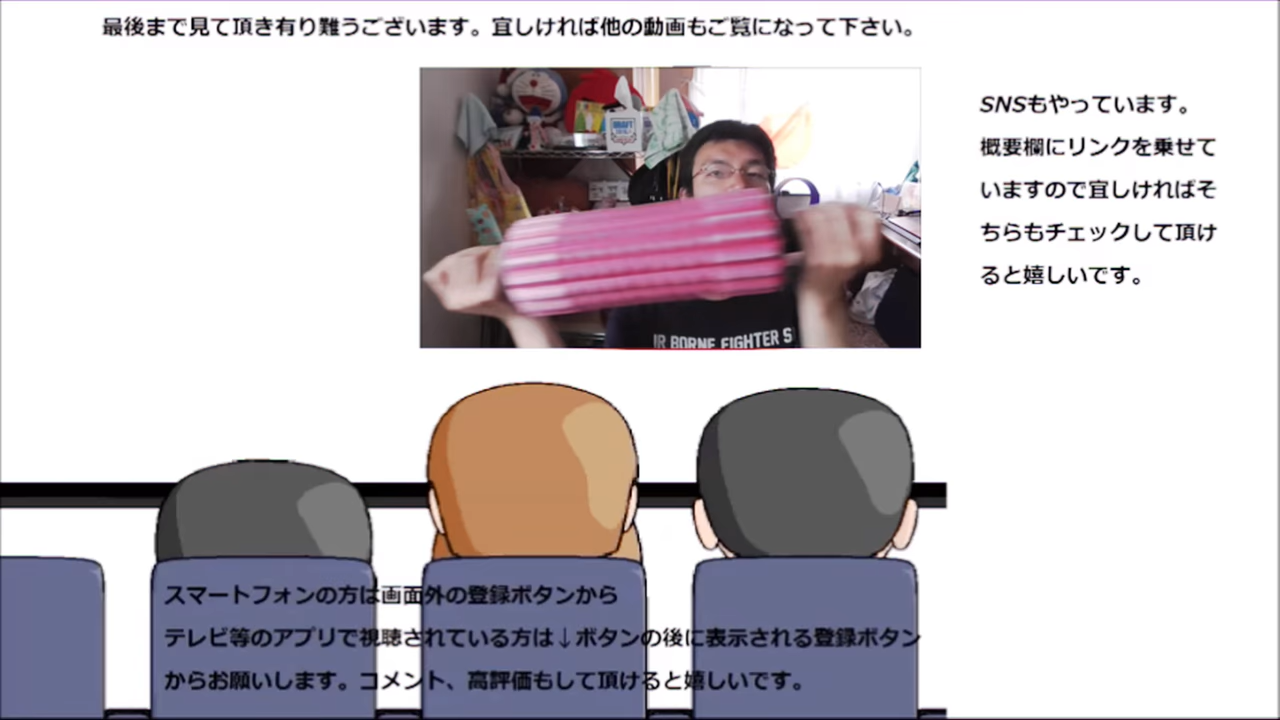 最後まで見て頂き有り難うございます。宜しければ他の動画もご覧になって下さい。
SNSもやっています。
概要欄にリンクを乗せて
いますので宜しければそ
ちらもチェックして頂け
ると嬉しいです。
IR BORNE FIGHTER S
スマートフォンの方は画面外の登録ボタンから
テレビ等のアプリで視聴されている方は↓ボタンの後に表示される登録ボタン
からお願いします。コメント、高評価もして頂けると嬉しいです。